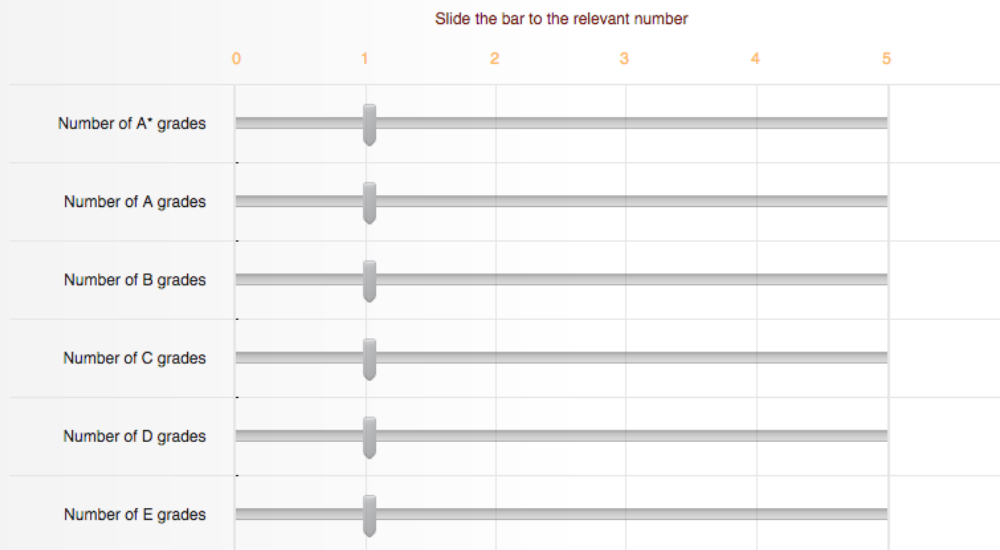 Slide the bar to the relevant number
0 1 2 3 4 5
Number of A* grades
Number of A grades
Number of B grades
Number of C grades
Number of D grades
Number of E grades